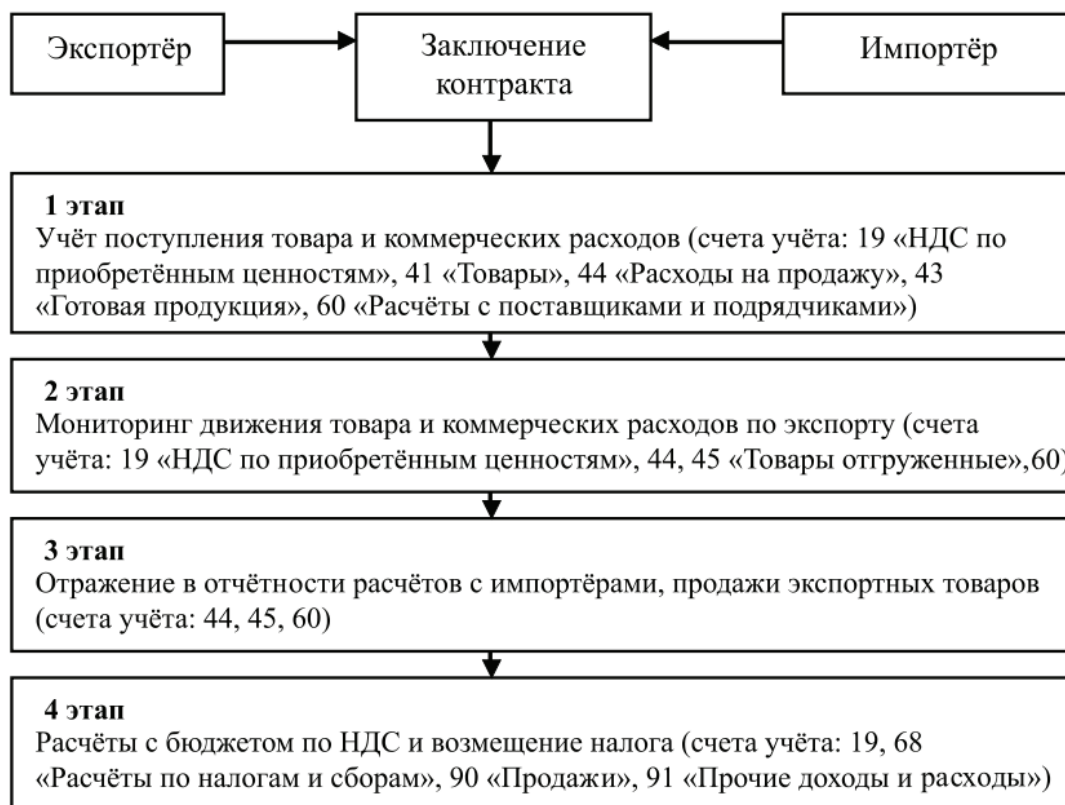 Экспортёр
Заключение
контракта
Импортёр
1 этап
Учёт поступления товара и коммерческих расходов (счета учёта: 19 «НДС по
приобретённым ценностям», 41 «Товары», 44 «Расходы на продажу», 43
«Готовая продукция», 60 «Расчёты с поставщиками и подрядчиками»)
2 этап
Мониторинг движения товара и коммерческих расходов по экспорту (счета
учёта: 19 «НДС по приобретённым ценностям», 44, 45 «Товары отгруженные»,60)
3 этап
Отражение в отчётности расчётов с импортёрами, продажи экспортных товаров
(счета учёта: 44, 45, 60)
4 этап
Расчёты с бюджетом по НДС и возмещение налога (счета учёта: 19, 68
«Расчёты по налогам и сборам», 90 «Продажи», 91 «Прочие доходы и расходы»)